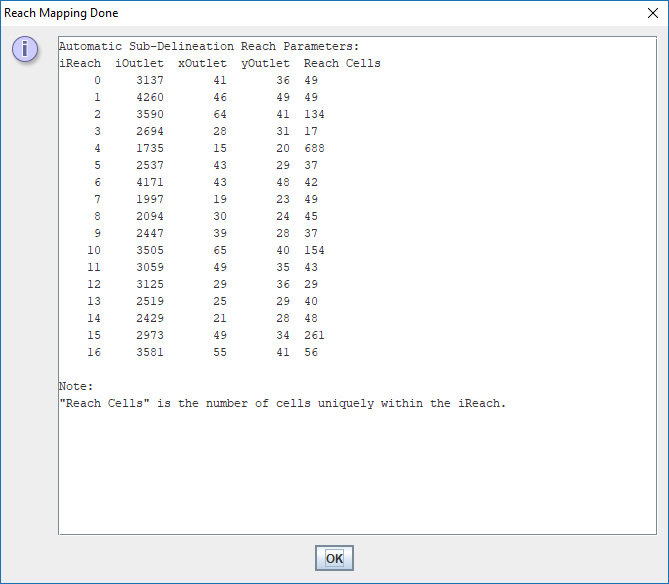 Reach Mapping Done
Automatic Sub-Delineation Reach Parameters:
iReach iOutlet xOutlet yOutlet Reach Cells
0 3137 41 36 49
1 4260 46 49 49
2 3590 64 41 134
3 2694 28 31 17
4 1735 15 20 688
5 2537 43 29 37
6 4171 43 48 42
7 1997 19 23 49
8 2094 30 24 45
9 2447 39 28 37
10 3505 65 40 154
11 3059 49 35 43
12 3125 29 36 29
13 2519 25 29 40
14 2429 21 28 48
15 2973 49 34 261
16 3581 55 41 56
Note:
"Reach Cells" is the number of cells uniquely within the iReach.
OK